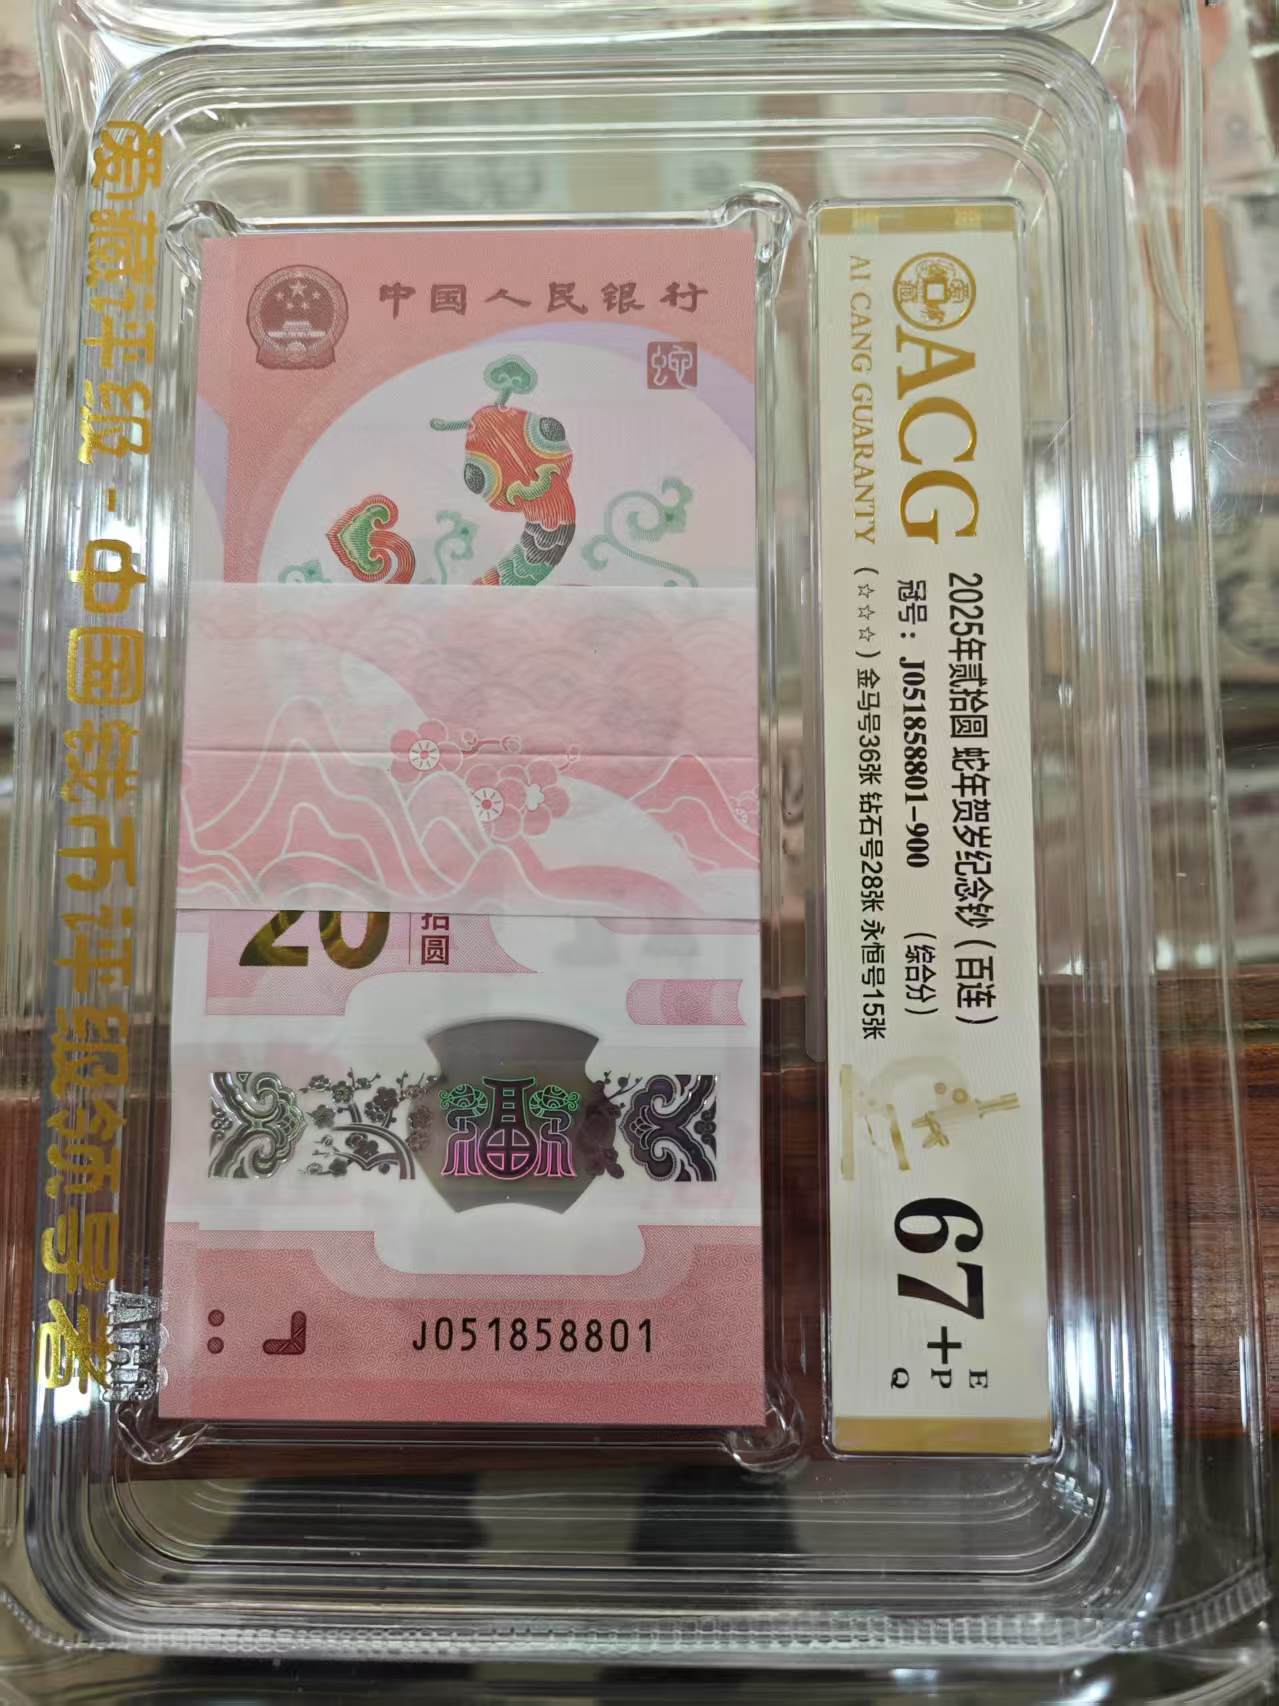 爱藏评级-中国钱币评级领导者
中国人民银行
蛇
20
拾圆
福
J051858801
ACG
AI CANG GUARANTY
2025年贰拾圆 蛇年贺岁纪念钞（百连）
冠号：J051858801-900 （综合分）
（☆☆☆）金马号36张 钻石号28张 永恒号15张
67+
E
P
Q